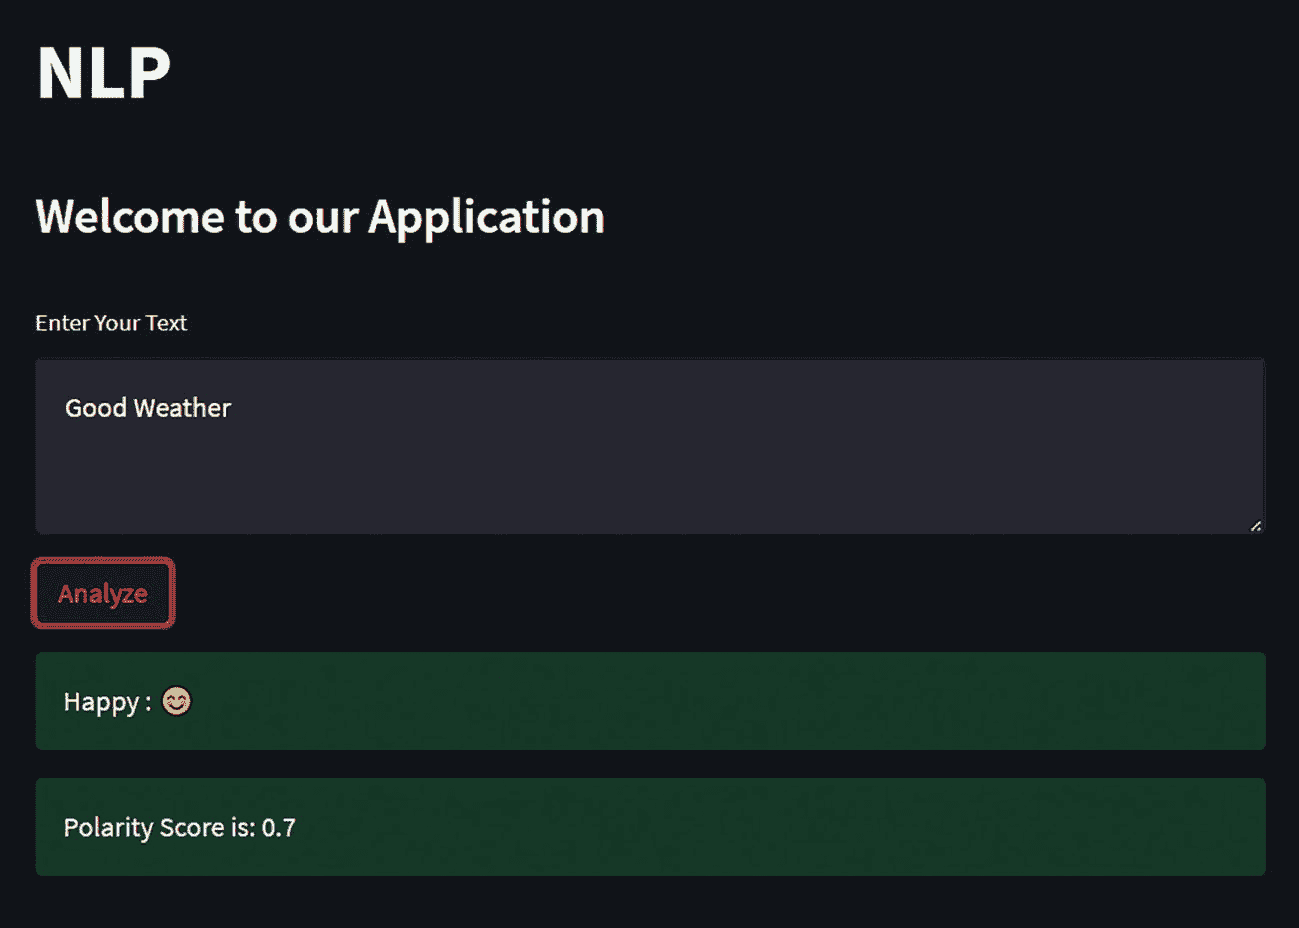 NLP
Welcome to our Application
Enter Your Text
Good Weather
Analyze
Happy : 😊
Polarity Score is: 0.7